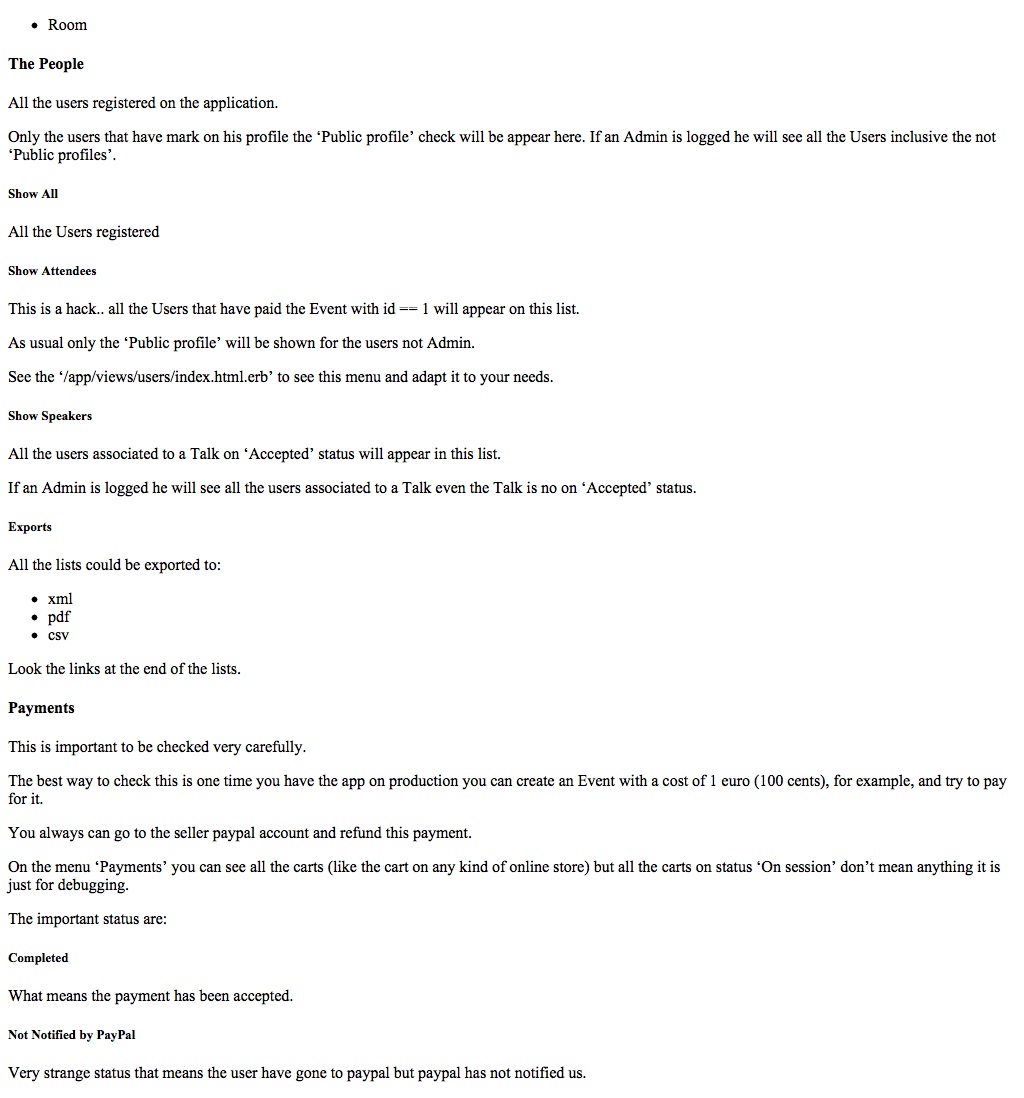 • Room
The People
All the users registered on the application.
Only the users that have mark on his profile the ‘Public profile’ check will be appear here. If an Admin is logged he will see all the Users inclusive the not
‘Public profiles’.
Show All
All the Users registered
Show Attendees
This is a hack.. all the Users that have paid the Event with id == 1 will appear on this list.
As usual only the ‘Public profile’ will be shown for the users not Admin.
See the ‘/app/views/users/index.html.erb’ to see this menu and adapt it to your needs.
Show Speakers
All the users associated to a Talk on ‘Accepted’ status will appear in this list.
If an Admin is logged he will see all the users associated to a Talk even the Talk is no on ‘Accepted’ status.
Exports
All the lists could be exported to:
• xml
• pdf
• csv
Look the links at the end of the lists.
Payments
This is important to be checked very carefully.
The best way to check this is one time you have the app on production you can create an Event with a cost of 1 euro (100 cents), for example, and try to pay
for it.
You always can go to the seller paypal account and refund this payment.
On the menu ‘Payments’ you can see all the carts (like the cart on any kind of online store) but all the carts on status ‘On session’ don’t mean anything it is
just for debugging.
The important status are:
Completed
What means the payment has been accepted.
Not Notified by PayPal
Very strange status that means the user have gone to paypal but paypal has not notified us.